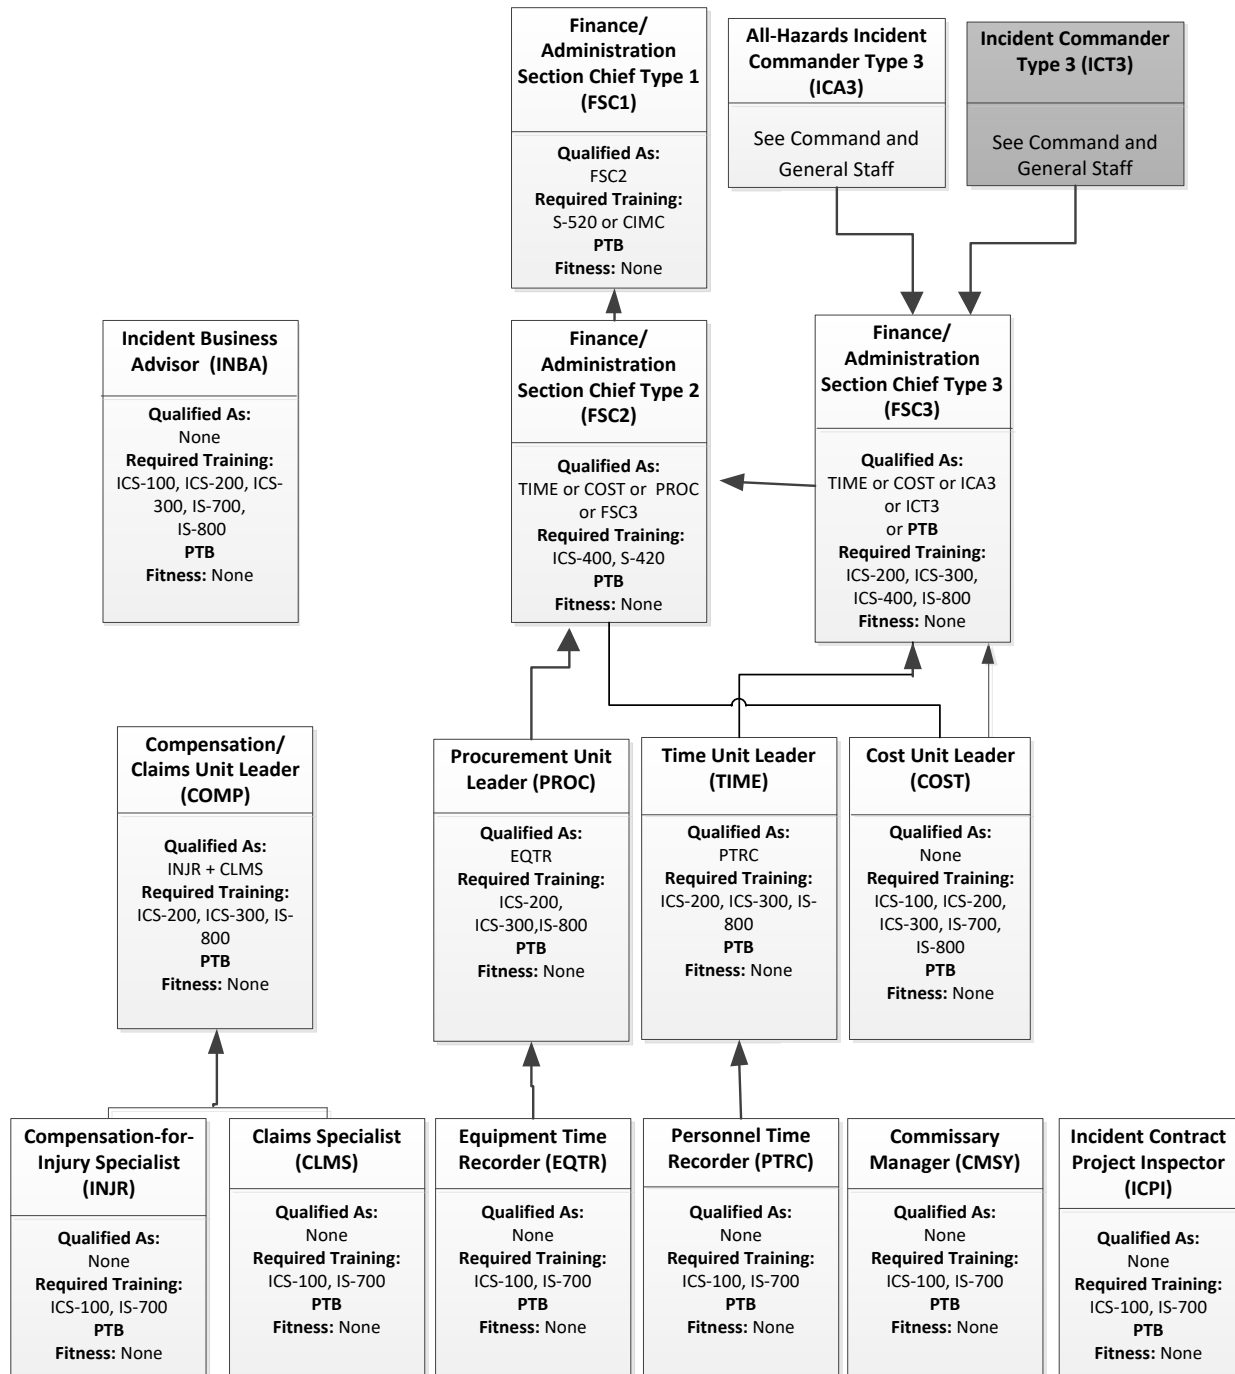 Finance/
Administration
Section Chief Type 1
(FSC1)
Qualified As:
FSC2
Required Training:
S-520 or CIMC
PTB
Fitness: None
All-Hazards Incident
Commander Type 3
(ICA3)
See Command and
General Staff
Incident Commander
Type 3 (ICT3)
See Command and
General Staff
Incident Business
Advisor (INBA)
Qualified As:
None
Required Training:
ICS-100, ICS-200, ICS-
300, IS-700,
IS-800
PTB
Fitness: None
Finance/
Administration
Section Chief Type 2
(FSC2)
Qualified As:
TIME or COST or PROC
or FSC3
Required Training:
ICS-400, S-420
PTB
Fitness: None
Finance/
Administration
Section Chief Type 3
(FSC3)
Qualified As:
TIME or COST or ICA3
or ICT3
or PTB
Required Training:
ICS-200, ICS-300,
ICS-400, IS-800
Fitness: None
Compensation/
Claims Unit Leader
(COMP)
Qualified As:
INJR + CLMS
Required Training:
ICS-200, ICS-300, IS-
800
PTB
Fitness: None
Procurement Unit
Leader (PROC)
Qualified As:
EQTR
Required Training:
ICS-200,
ICS-300,IS-800
PTB
Fitness: None
Time Unit Leader
(TIME)
Qualified As:
PTRC
Required Training:
ICS-200, ICS-300, IS-
800
PTB
Fitness: None
Cost Unit Leader
(COST)
Qualified As:
None
Required Training:
ICS-100, ICS-200,
ICS-300, IS-700,
IS-800
PTB
Fitness: None
Compensation-for-
Injury Specialist
(INJR)
Qualified As:
None
Required Training:
ICS-100, IS-700
PTB
Fitness: None
Claims Specialist
(CLMS)
Qualified As:
None
Required Training:
ICS-100, IS-700
PTB
Fitness: None
Equipment Time
Recorder (EQTR)
Qualified As:
None
Required Training:
ICS-100, IS-700
PTB
Fitness: None
Personnel Time
Recorder (PTRC)
Qualified As:
None
Required Training:
ICS-100, IS-700
PTB
Fitness: None
Commissary
Manager (CMSY)
Qualified As:
None
Required Training:
ICS-100, IS-700
PTB
Fitness: None
Incident Contract
Project Inspector
(ICPI)
Qualified As:
None
Required Training:
ICS-100, IS-700
PTB
Fitness: None